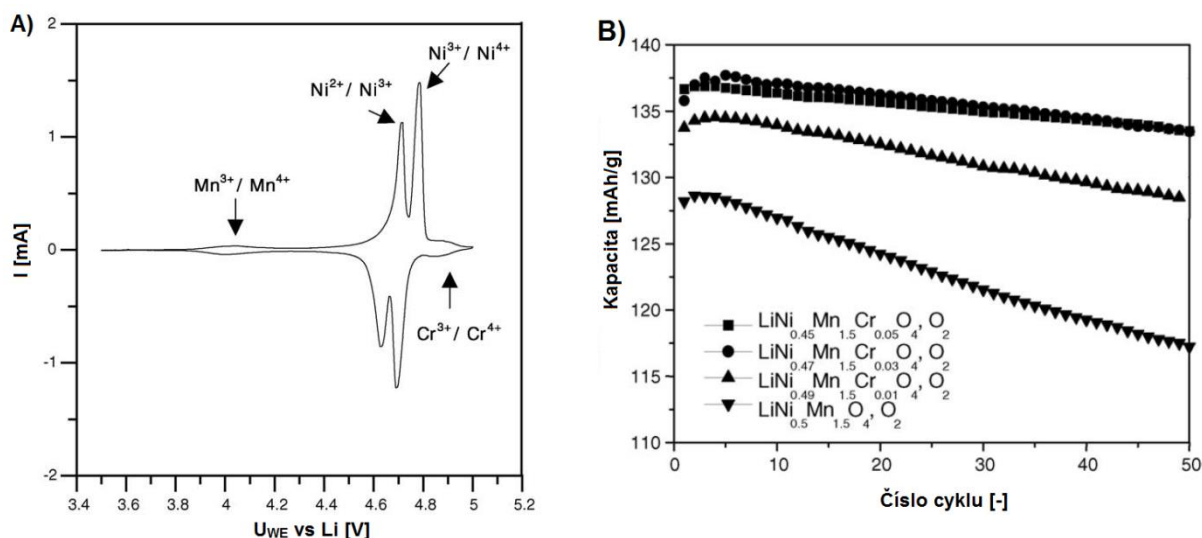 A)
I [mA]
2
1
0
-1
-2
Ni³⁺/ Ni⁴⁺
Ni²⁺/ Ni³⁺
Mn³⁺/ Mn⁴⁺
Cr³⁺/ Cr⁴⁺
3.4 3.6 3.8 4 4.2 4.4 4.6 4.8 5 5.2
U_WE vs Li [V]
B)
Kapacita [mAh/g]
140
135
130
125
120
115
110
LiNi₀.₄₅Mn₁.₅Cr₀.₀₅O₄, O₂
LiNi₀.₄₇Mn₁.₅Cr₀.₀₃O₄, O₂
LiNi₀.₄₉Mn₁.₅Cr₀.₀₁O₄, O₂
LiNi₀.₅Mn₁.₅O₄, O₂
0 10 20 30 40 50
Číslo cyklu [-]